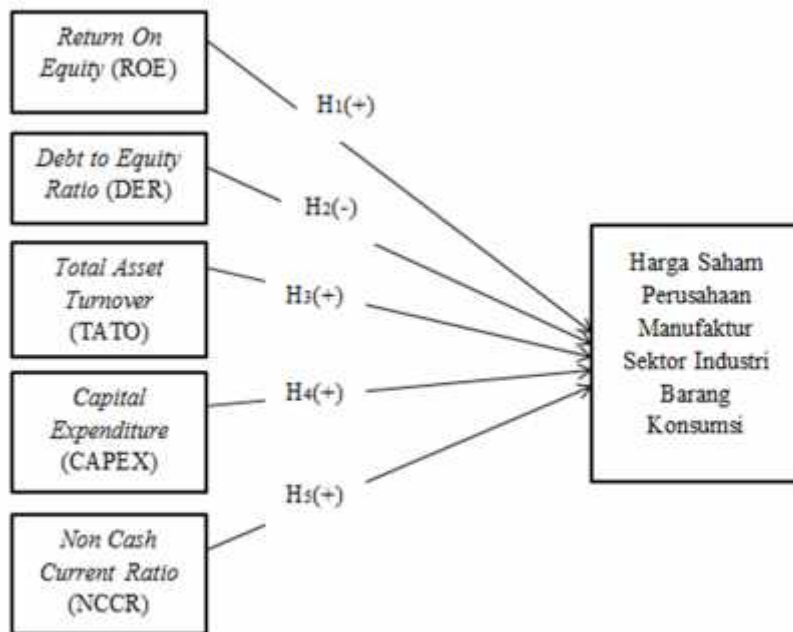 Return On
Equity (ROE)
H1(+)
Debt to Equity
Ratio (DER)
H2(-)
Total Asset
Turnover
(TATO)
H3(+)
Capital
Expenditure
(CAPEX)
H4(+)
Non Cash
Current Ratio
(NCCR)
H5(+)
Harga Saham
Perusahaan
Manufaktur
Sektor Industri
Barang
Konsumsi